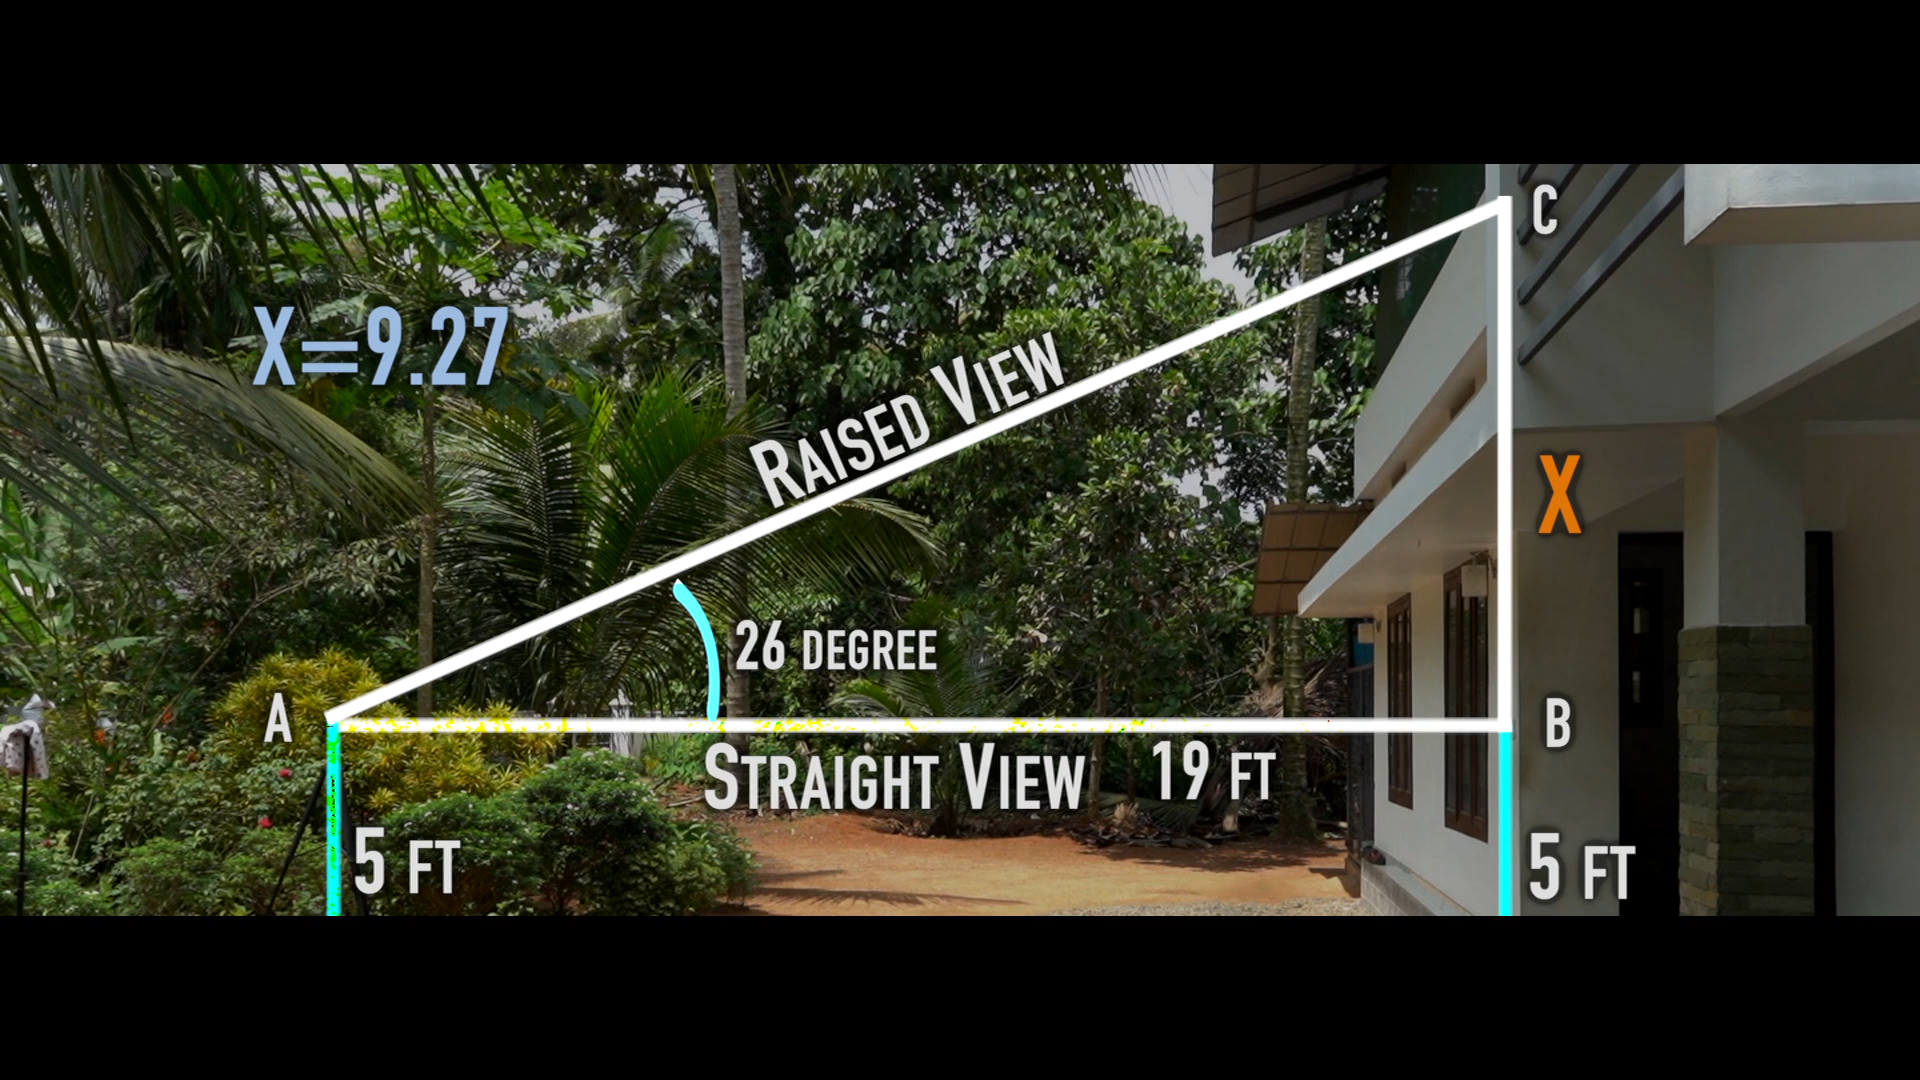 C
X=9.27
RAISED VIEW
X
26 DEGREE
A
B
STRAIGHT VIEW 19 FT
5 FT
5 FT